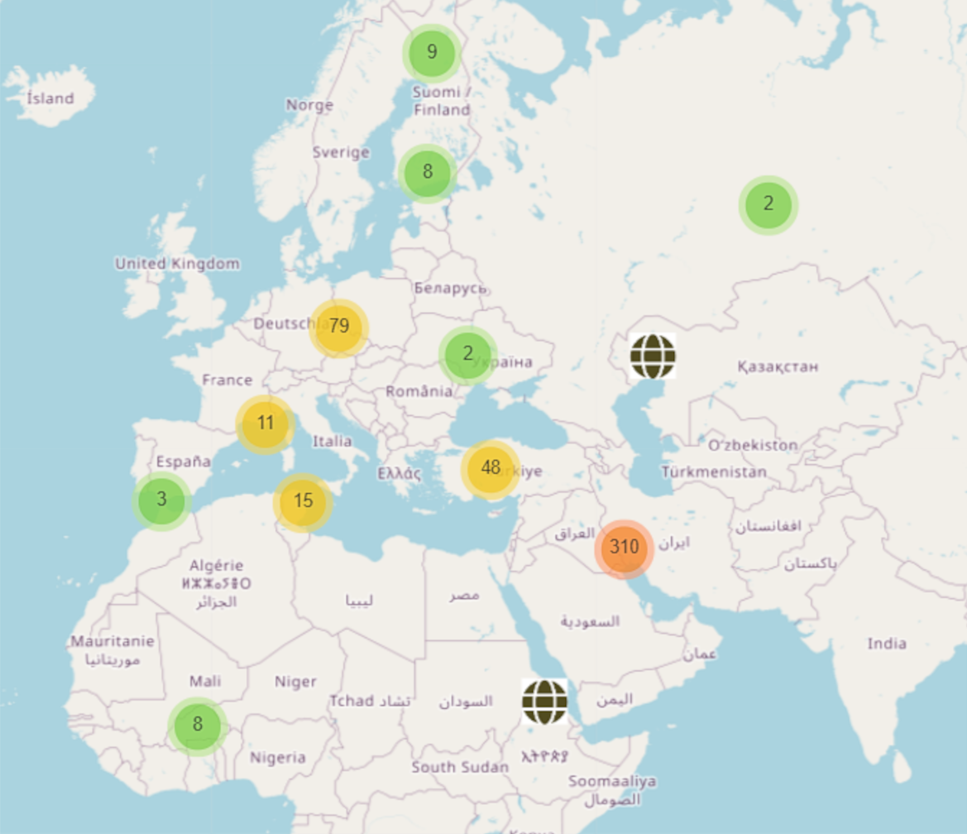 9
Suomi /
Finland
Ísland
Norge
Sverige
8
2
United Kingdom
Беларусь
Deutschla
79
2
Україна
France
România
Қазақстан
11
Italia
España
Ελλάς
48
rkiye
O'zbekiston
Türkmenistan
3
15
310
العراق
ایران
افغانستان
پاکستان
Algérie
ⵍⵣⵣⴰⵢⴻⵔ
الجزائر
ليبيا
مصر
السعودية
عمان
India
Mauritanie
موريتانيا
Mali
Niger
Tchad تشاد
السودان
اليمن
8
Nigeria
South Sudan
Soomaaliya
الصومال